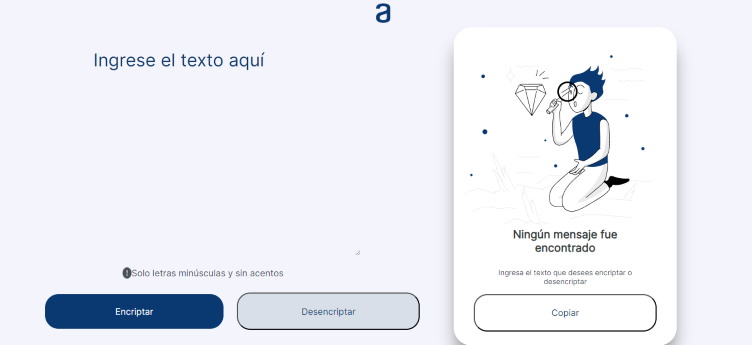 a
Ingrese el texto aquí
!Solo letras minúsculas y sin acentos
Encriptar
Desencriptar
Ningún mensaje fue
encontrado
Ingresa el texto que desees encriptar o
desencriptar
Copiar